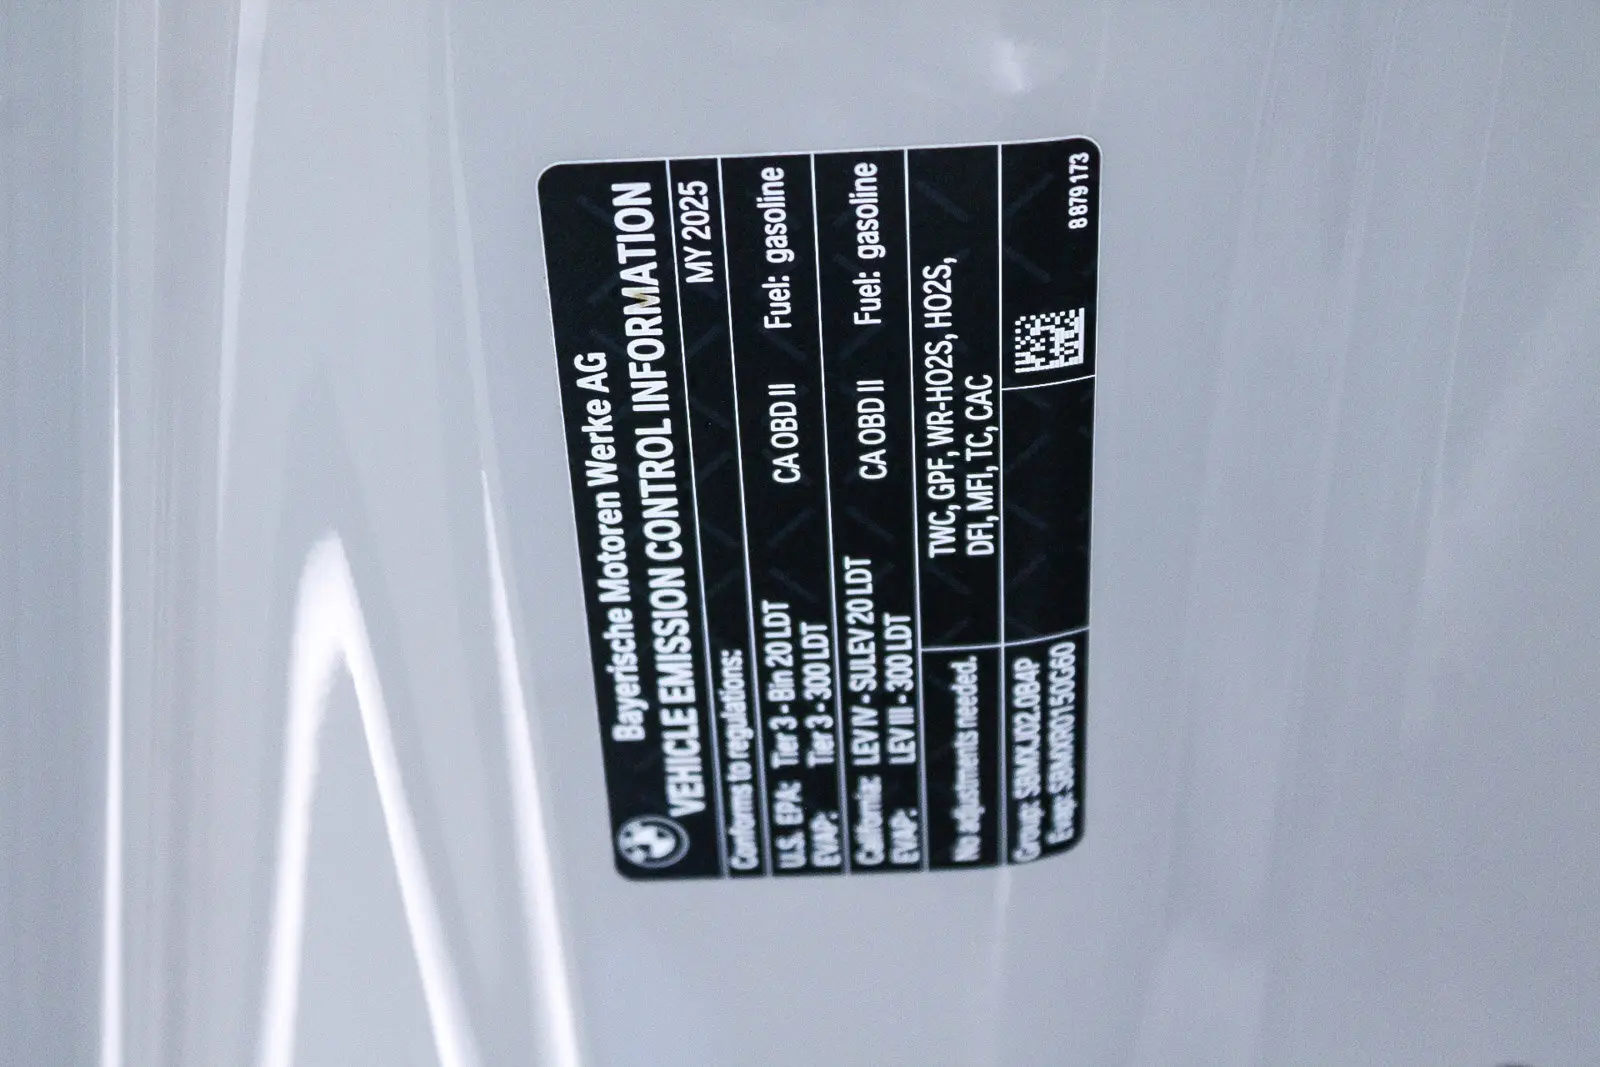 Bayerische Motoren Werke AG
VEHICLE EMISSION CONTROL INFORMATION
MY 2025
Conforms to regulations:
U.S. EPA: Tier 3 - Bin 20 LDT CA OBD II Fuel: gasoline
EVAP: Tier 3 - 300 LDT
California: LEV IV - SULEV 20 LDT CA OBD II Fuel: gasoline
EVAP: LEV III - 300 LDT
No adjustments needed. TWC, GPF, WR-HO2S, HO2S,
DFI, MFI, TC, CAC
Group: SBMXJ02.0B4P
Evap: SBMXR0150G60
8 879 173